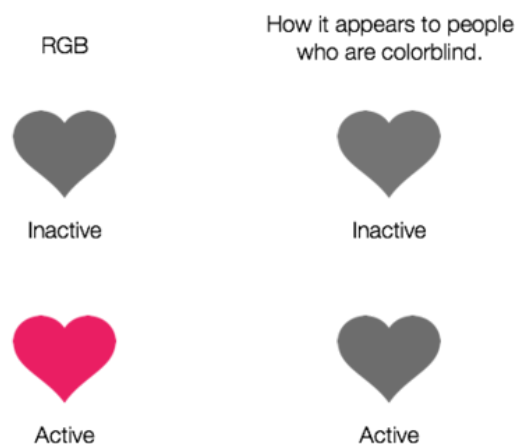 RGB
How it appears to people
who are colorblind.
Inactive
Inactive
Active
Active